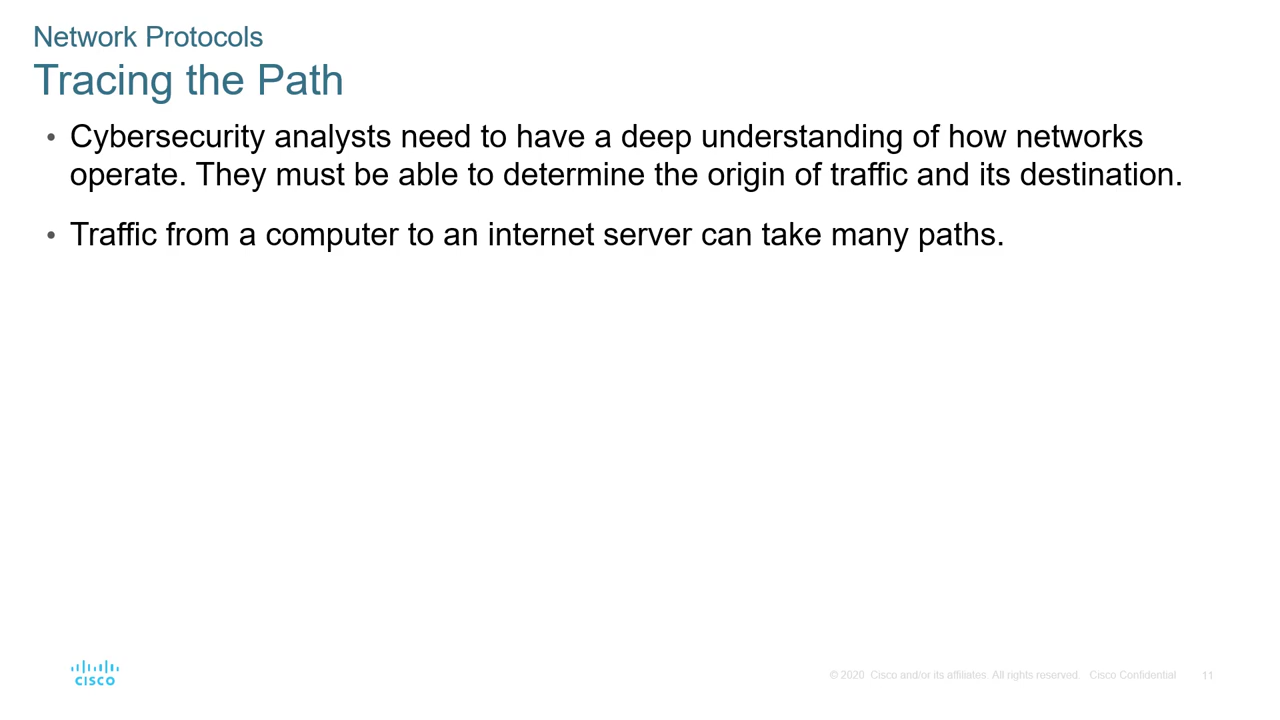 Network Protocols
Tracing the Path
• Cybersecurity analysts need to have a deep understanding of how networks
operate. They must be able to determine the origin of traffic and its destination.
• Traffic from a computer to an internet server can take many paths.
CISCO
© 2020 Cisco and/or its affiliates. All rights reserved. Cisco Confidential 11